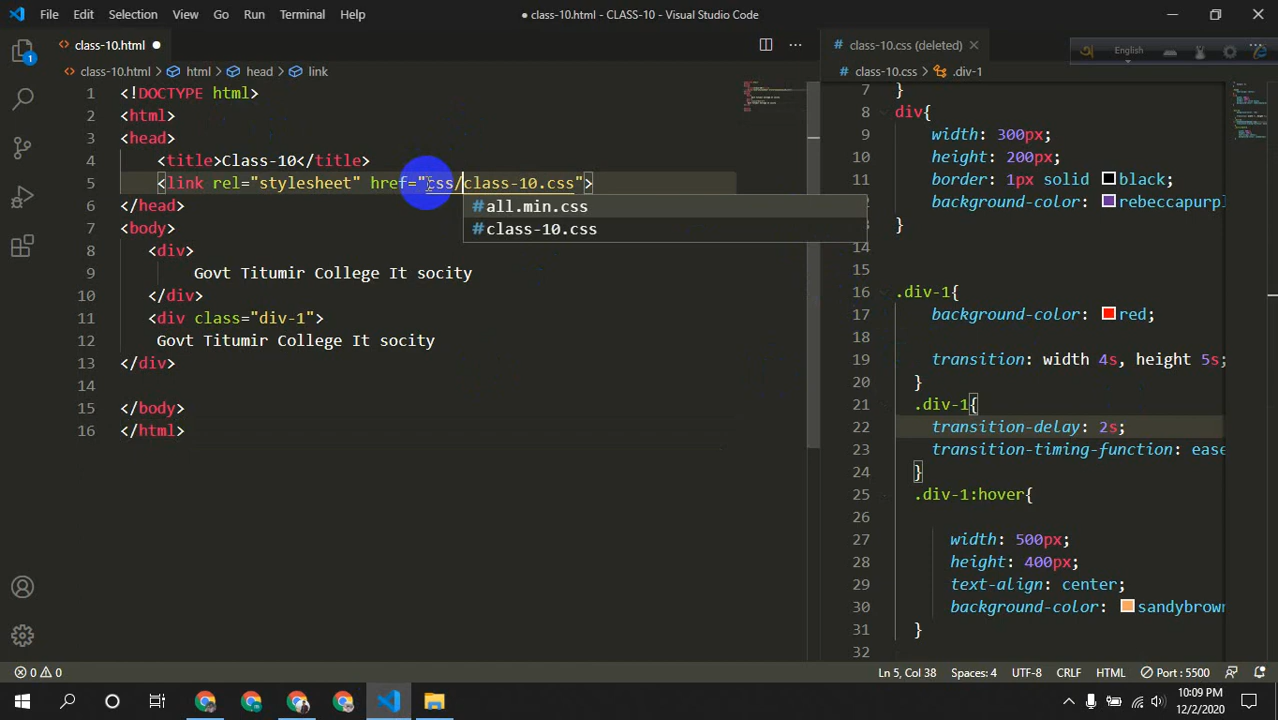 File Edit Selection View Go Run Terminal Help
● class-10.html - CLASS-10 - Visual Studio Code
class-10.html
class-10.html > html > head > link
1 <!DOCTYPE html>
2 <html>
3 <head>
4 <title>Class-10</title>
5 <link rel="stylesheet" href="css/class-10.css">
all.min.css
class-10.css
6 </head>
7 <body>
8 <div>
9 Govt Titumir College It socity
10 </div>
11 <div class="div-1">
12 Govt Titumir College It socity
13 </div>
14
15 </body>
16 </html>
# class-10.css (deleted)
English
class-10.css > .div-1
7 }
8 div{
9 width: 300px;
10 height: 200px;
11 border: 1px solid black;
12 background-color: rebeccapurpl
13 }
14
15
16 .div-1{
17 background-color: red;
18
19 transition: width 4s, height 5s;
20 }
21 .div-1{
22 transition-delay: 2s;
23 transition-timing-function: ease
24 }
25 .div-1:hover{
26
27 width: 500px;
28 height: 400px;
29 text-align: center;
30 background-color: sandybrown
31 }
32
1
0 0
Ln 5, Col 38 Spaces: 4 UTF-8 CRLF HTML Port : 5500
10:09 PM
12/2/2020